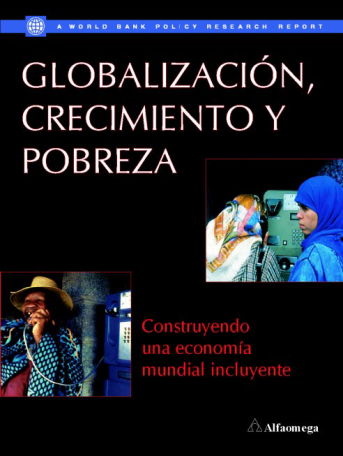 A WORLD BANK POLICY RESEARCH REPORT
GLOBALIZACIÓN,
CRECIMIENTO Y
POBREZA
Construyendo
una economía
mundial incluyente
Alfaomega